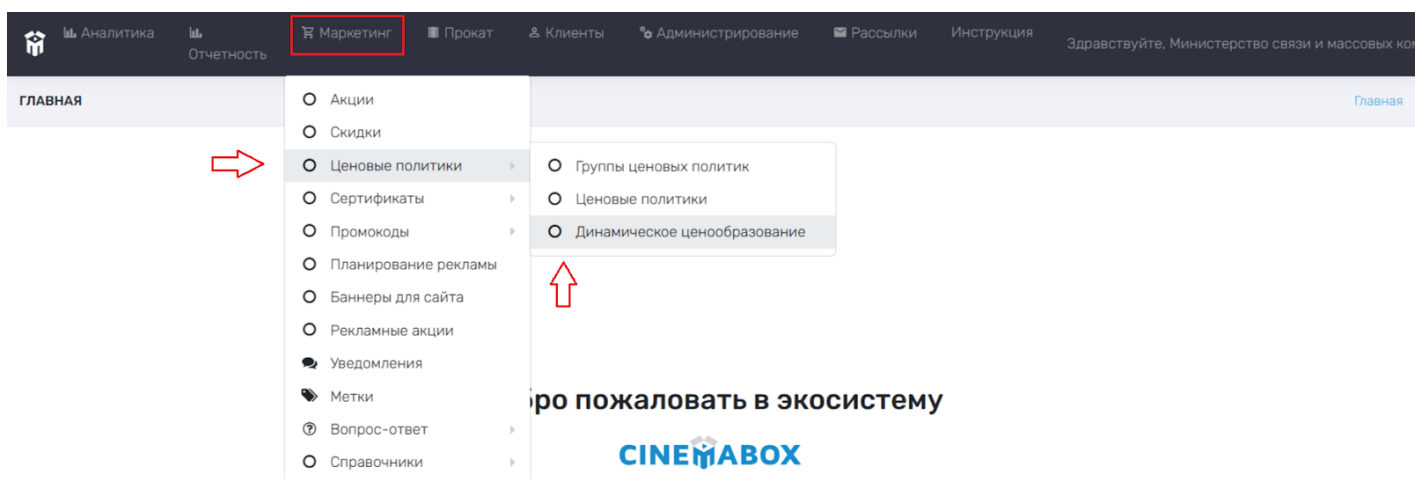 Аналитика
Отчетность
Маркетинг
Прокат
Клиенты
Администрирование
Рассылки
Инструкция
Здравствуйте, Министерство связи и массовых ко
ГЛАВНАЯ
Главная
Акции
Скидки
Ценовые политики
Группы ценовых политик
Сертификаты
Ценовые политики
Промокоды
Динамическое ценообразование
Планирование рекламы
Баннеры для сайта
Рекламные акции
Уведомления
Метки
бро пожаловать в экосистему
Вопрос-ответ
CINEMABOX
Справочники